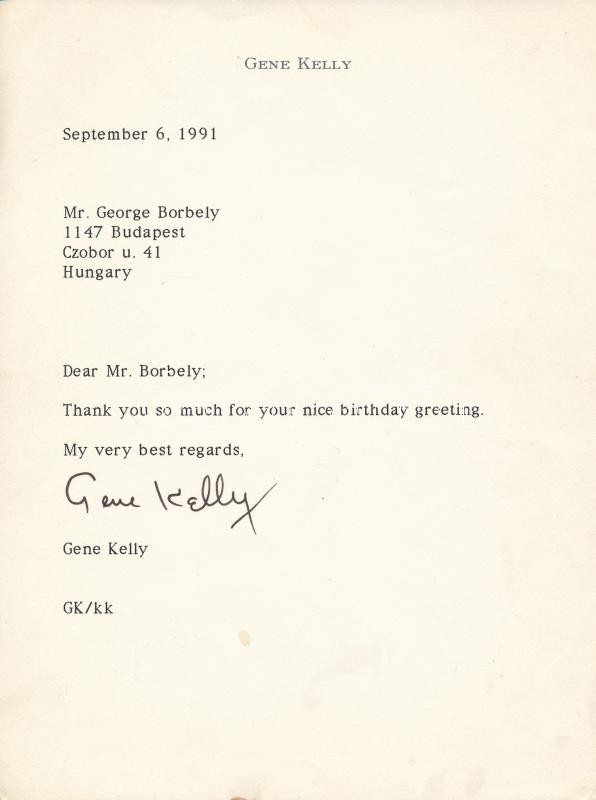 GENE KELLY
September 6, 1991
Mr. George Borbely
1147 Budapest
Czobor u. 41
Hungary
Dear Mr. Borbely;
Thank you so much for your nice birthday greeting.
My very best regards,
Gene Kelly
Gene Kelly
GK/kk